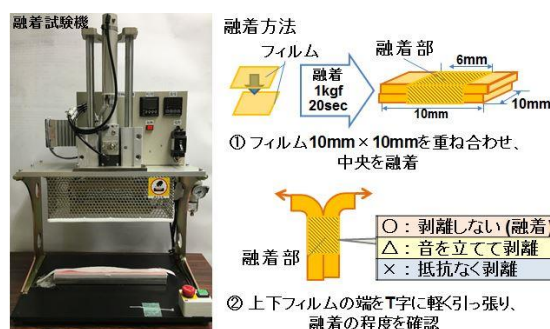 融着試験機
融着方法
フィルム
融着
1kgf
20sec
融着部
6mm
10mm
10mm
① フィルム10mm×10mmを重ね合わせ、
中央を融着
融着部
○：剥離しない(融着)
△：音を立てて剥離
×：抵抗なく剥離
② 上下フィルムの端をT字に軽く引っ張り、
融着の程度を確認